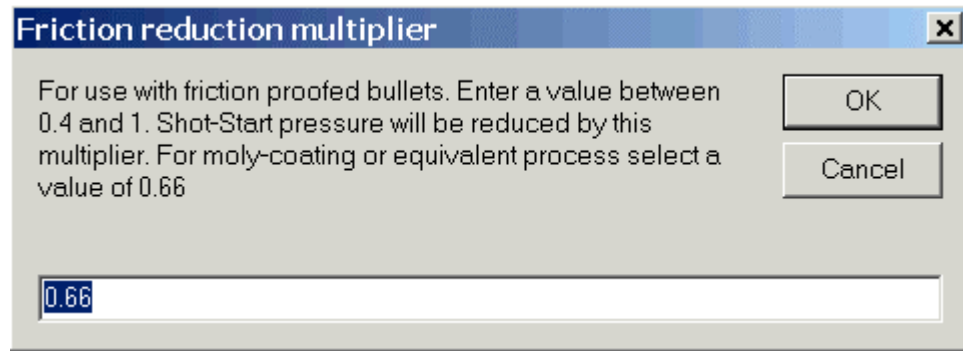 Friction reduction multiplier
For use with friction proofed bullets. Enter a value between
0.4 and 1. Shot-Start pressure will be reduced by this
multiplier. For moly-coating or equivalent process select a
value of 0.66
OK
Cancel
0.66